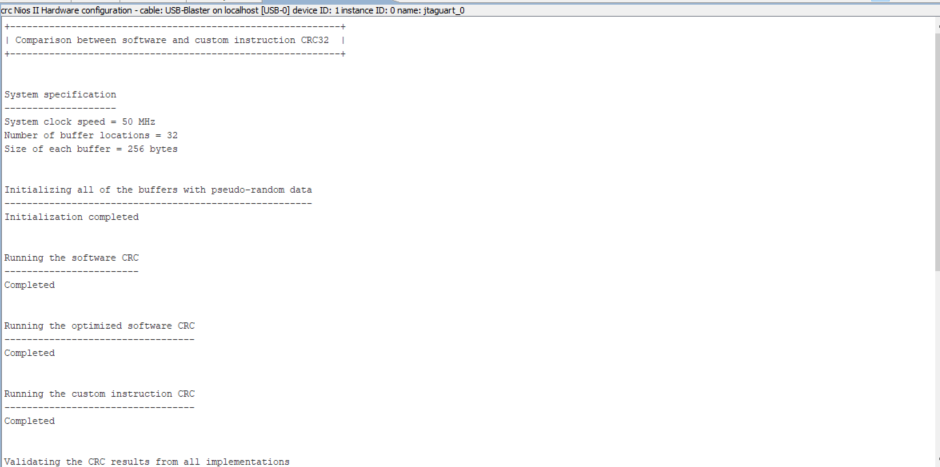 crc Nios II Hardware configuration - cable: USB-Blaster on localhost [USB-0] device ID: 1 instance ID: 0 name: jtaguart_0
+-----------------------------------------------------------+
| Comparison between software and custom instruction CRC32  |
+-----------------------------------------------------------+
System specification
--------------------
System clock speed = 50 MHz
Number of buffer locations = 32
Size of each buffer = 256 bytes
Initializing all of the buffers with pseudo-random data
-------------------------------------------------------
Initialization completed
Running the software CRC
------------------------
Completed
Running the optimized software CRC
----------------------------------
Completed
Running the custom instruction CRC
----------------------------------
Completed
Validating the CRC results from all implementations